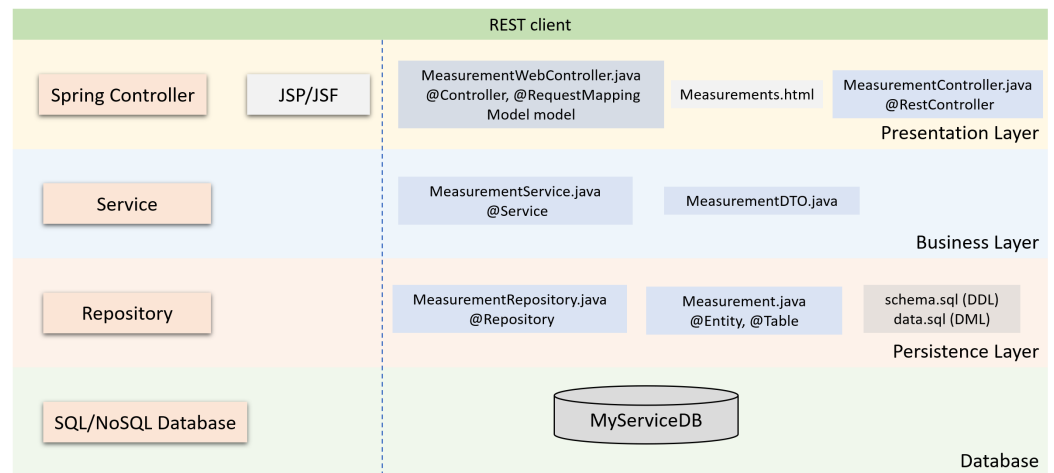 REST client
Spring Controller
JSP/JSF
MeasurementWebController.java
@Controller, @RequestMapping
Model model
Measurements.html
MeasurementController.java
@RestController
Presentation Layer
Service
MeasurementService.java
@Service
MeasurementDTO.java
Business Layer
Repository
MeasurementRepository.java
@Repository
Measurement.java
@Entity, @Table
schema.sql (DDL)
data.sql (DML)
Persistence Layer
SQL/NoSQL Database
MyServiceDB
Database